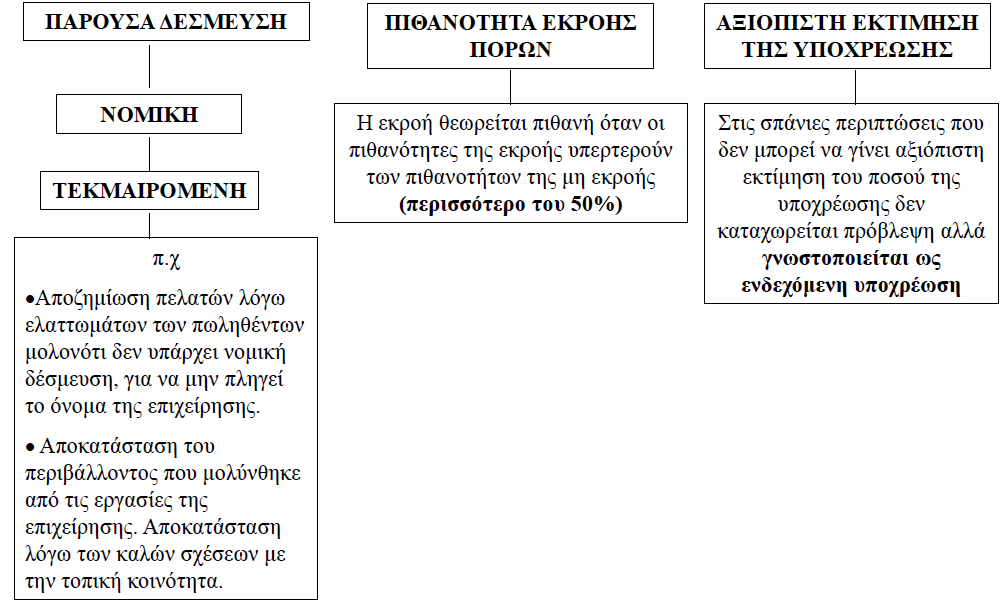 ΠΑΡΟΥΣΑ ΔΕΣΜΕΥΣΗ
ΝΟΜΙΚΗ
ΤΕΚΜΑΙΡΟΜΕΝΗ
π.χ
•Αποζημίωση πελατών λόγω
ελαττωμάτων των πωληθέντων
μολονότι δεν υπάρχει νομική
δέσμευση, για να μην πληγεί
το όνομα της επιχείρησης.
• Αποκατάσταση του
περιβάλλοντος που μολύνθηκε
από τις εργασίες της
επιχείρησης. Αποκατάσταση
λόγω των καλών σχέσεων με
την τοπική κοινότητα.
ΠΙΘΑΝΟΤΗΤΑ ΕΚΡΟΗΣ
ΠΟΡΩΝ
Η εκροή θεωρείται πιθανή όταν οι
πιθανότητες της εκροής υπερτερούν
των πιθανοτήτων της μη εκροής
(περισσότερο του 50%)
ΑΞΙΟΠΙΣΤΗ ΕΚΤΙΜΗΣΗ
ΤΗΣ ΥΠΟΧΡΕΩΣΗΣ
Στις σπάνιες περιπτώσεις που
δεν μπορεί να γίνει αξιόπιστη
εκτίμηση του ποσού της
υποχρέωσης δεν
καταχωρείται πρόβλεψη αλλά
γνωστοποιείται ως
ενδεχόμενη υποχρέωση